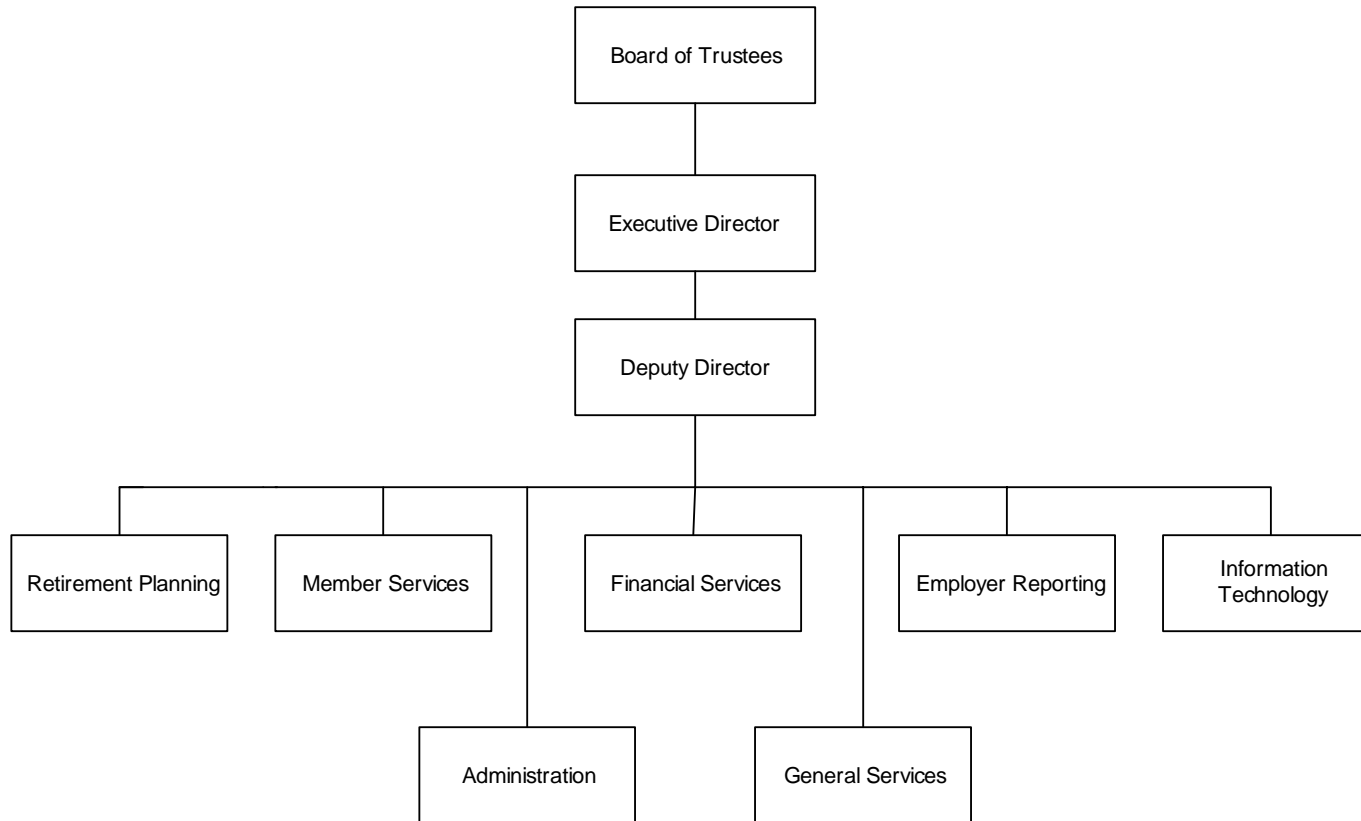 Board of Trustees
Executive Director
Deputy Director
Retirement Planning
Member Services
Financial Services
Employer Reporting
Information
Technology
Administration
General Services